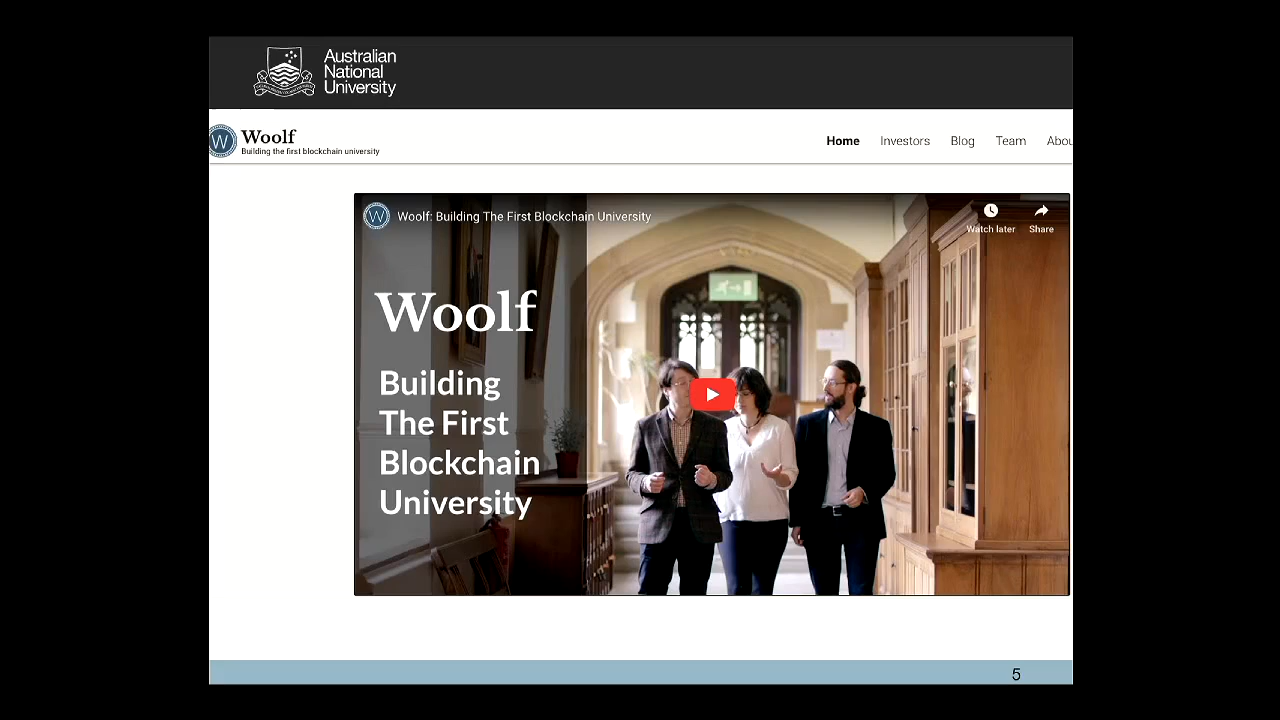 Australian
National
University
Woolf
Building the first blockchain university
Home Investors Blog Team Abou
W
Woolf: Building The First Blockchain University
Watch later Share
Woolf
Building
The First
Blockchain
University
5